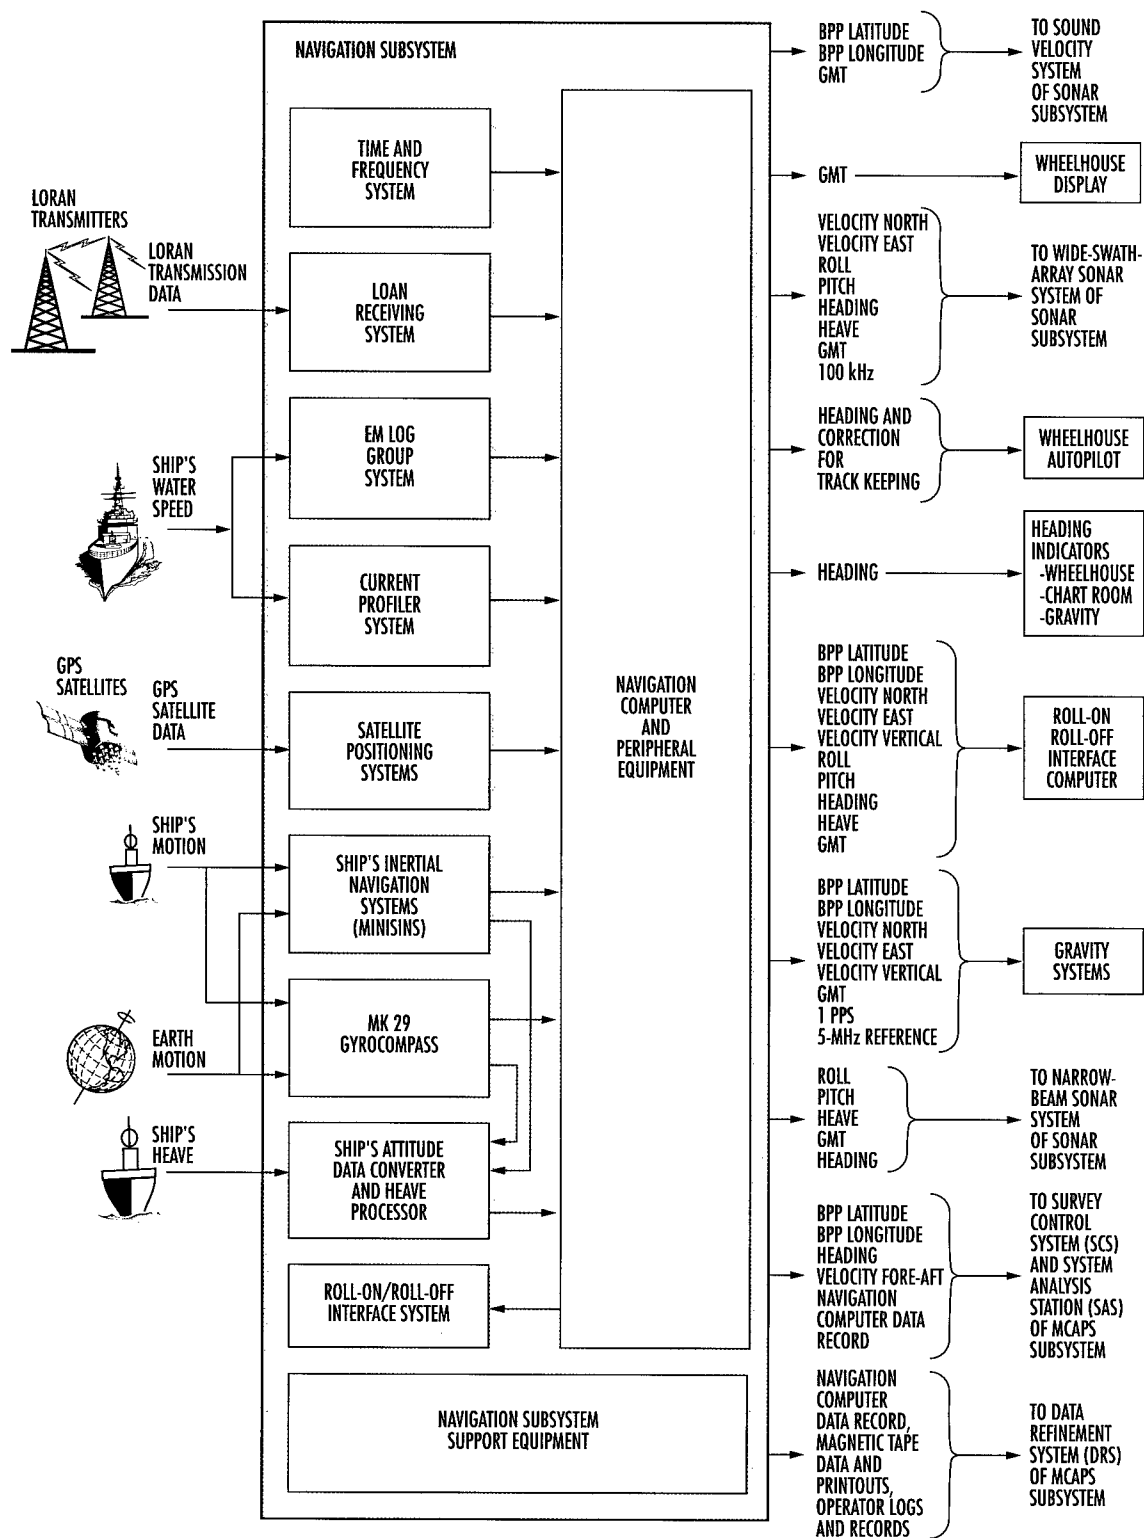 NAVIGATION SUBSYSTEM
TIME AND
FREQUENCY
SYSTEM
LORAN
TRANSMITTERS
LORAN
TRANSMISSION
DATA
LOAN
RECEIVING
SYSTEM
EM LOG
GROUP
SYSTEM
SHIP'S
WATER
SPEED
CURRENT
PROFILER
SYSTEM
GPS
SATELLITES
GPS
SATELLITE
DATA
SATELLITE
POSITIONING
SYSTEMS
SHIP'S
MOTION
SHIP'S INERTIAL
NAVIGATION
SYSTEMS
(MINISINS)
MK 29
GYROCOMPASS
EARTH
MOTION
SHIP'S
HEAVE
SHIP'S ATTITUDE
DATA CONVERTER
AND HEAVE
PROCESSOR
ROLL-ON/ROLL-OFF
INTERFACE SYSTEM
NAVIGATION SUBSYSTEM
SUPPORT EQUIPMENT
NAVIGATION
COMPUTER
AND
PERIPHERAL
EQUIPMENT
BPP LATITUDE
BPP LONGITUDE
GMT
TO SOUND
VELOCITY
SYSTEM
OF SONAR
SUBSYSTEM
GMT
WHEELHOUSE
DISPLAY
VELOCITY NORTH
VELOCITY EAST
ROLL
PITCH
HEADING
HEAVE
GMT
100 kHz
TO WIDE-SWATH-
ARRAY SONAR
SYSTEM OF
SONAR
SUBSYSTEM
HEADING AND
CORRECTION
FOR
TRACK KEEPING
WHEELHOUSE
AUTOPILOT
HEADING
HEADING
INDICATORS
-WHEELHOUSE
-CHART ROOM
-GRAVITY
BPP LATITUDE
BPP LONGITUDE
VELOCITY NORTH
VELOCITY EAST
VELOCITY VERTICAL
ROLL
PITCH
HEADING
HEAVE
GMT
ROLL-ON
ROLL-OFF
INTERFACE
COMPUTER
BPP LATITUDE
BPP LONGITUDE
VELOCITY NORTH
VELOCITY EAST
VELOCITY VERTICAL
GMT
1 PPS
5-MHz REFERENCE
GRAVITY
SYSTEMS
ROLL
PITCH
HEAVE
GMT
HEADING
TO NARROW-
BEAM SONAR
SYSTEM
OF SONAR
SUBSYSTEM
BPP LATITUDE
BPP LONGITUDE
HEADING
VELOCITY FORE-AFT
NAVIGATION
COMPUTER DATA
RECORD
TO SURVEY
CONTROL
SYSTEM (SCS)
AND SYSTEM
ANALYSIS
STATION (SAS)
OF MCAPS
SUBSYSTEM
NAVIGATION
COMPUTER
DATA RECORD,
MAGNETIC TAPE
DATA AND
PRINTOUTS,
OPERATOR LOGS
AND RECORDS
TO DATA
REFINEMENT
SYSTEM (DRS)
OF MCAPS
SUBSYSTEM